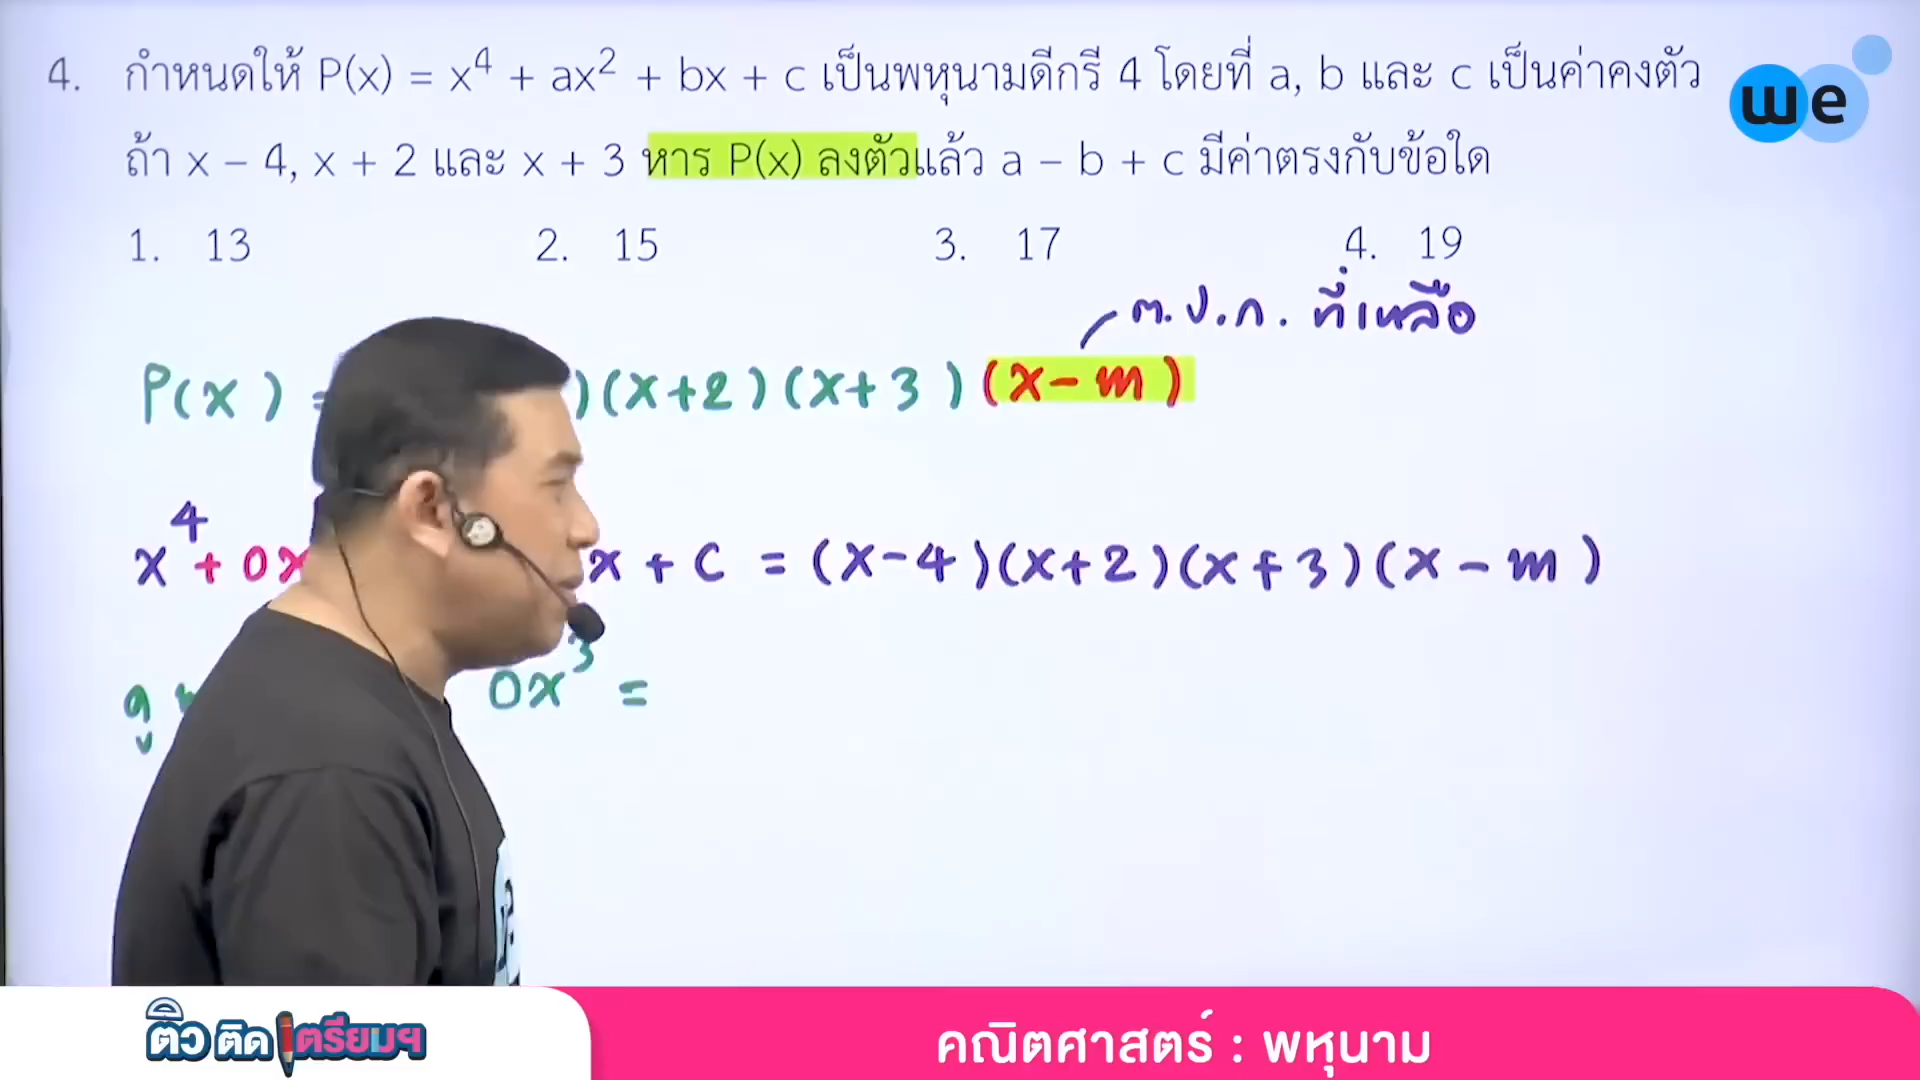 4. กำหนดให้ P(x) = x⁴ + ax² + bx + c เป็นพหุนามดีกรี 4 โดยที่ a, b และ c เป็นค่าคงตัว
we
ถ้า x – 4, x + 2 และ x + 3 หาร P(x) ลงตัวแล้ว a – b + c มีค่าตรงกับข้อใด
1. 13 2. 15 3. 17 4. 19
ต.ป.ก. ที่เหลือ
P(x) = )(x+2)(x+3)(x-m)
x⁴ + 0x x + c = (x-4)(x+2)(x+3)(x-m)
0x³ =
ติว ติด เตรียมฯ
คณิตศาสตร์ : พหุนาม